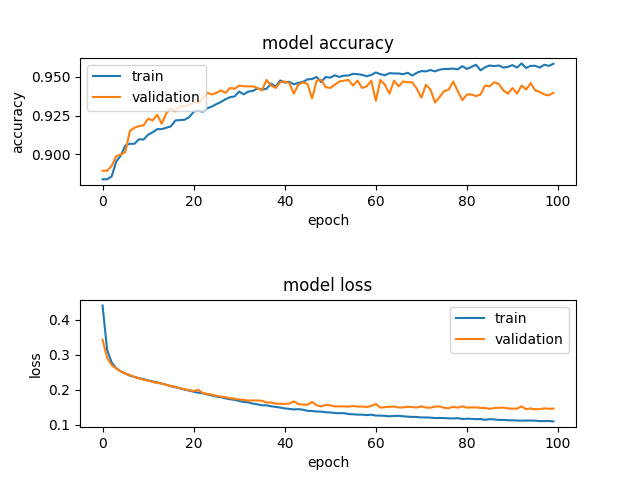 model accuracy
train
validation
0.950
0.925
0.900
accuracy
0 20 40 60 80 100
epoch
model loss
train
validation
0.4
0.3
0.2
0.1
loss
0 20 40 60 80 100
epoch